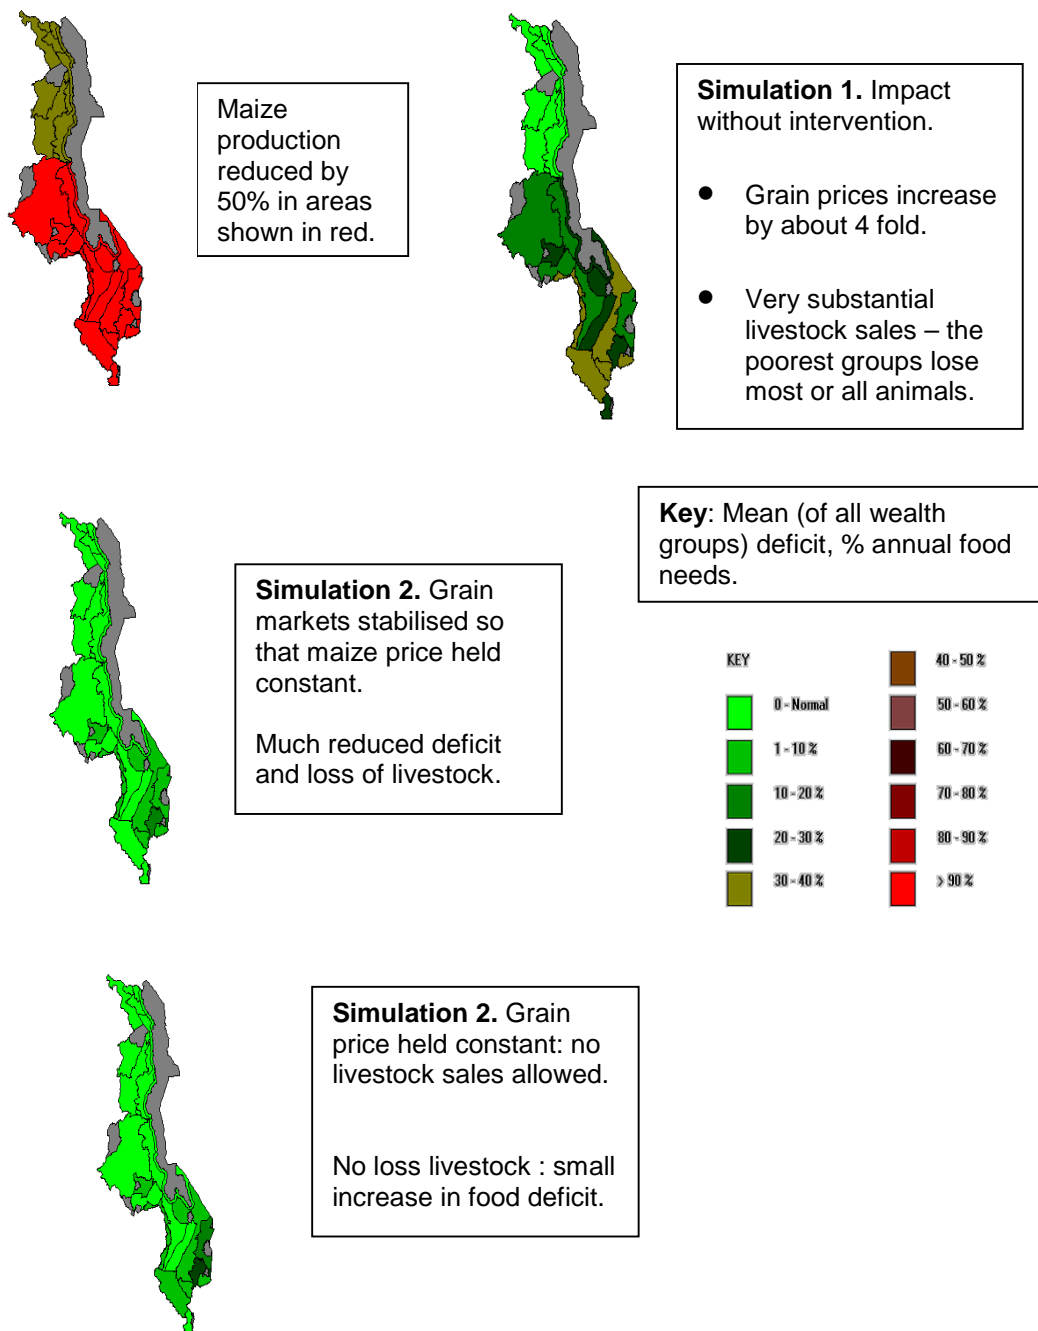 Maize
production
reduced by
50% in areas
shown in red.
Simulation 1. Impact
without intervention.
● Grain prices increase
by about 4 fold.
● Very substantial
livestock sales – the
poorest groups lose
most or all animals.
Key: Mean (of all wealth
groups) deficit, % annual food
needs.
Simulation 2. Grain
markets stabilised so
that maize price held
constant.
Much reduced deficit
and loss of livestock.
KEY
0 - Normal
1 - 10 %
10 - 20 %
20 - 30 %
30 - 40 %
40 - 50 %
50 - 60 %
60 - 70 %
70 - 80 %
80 - 90 %
> 90 %
Simulation 2. Grain
price held constant: no
livestock sales allowed.
No loss livestock : small
increase in food deficit.